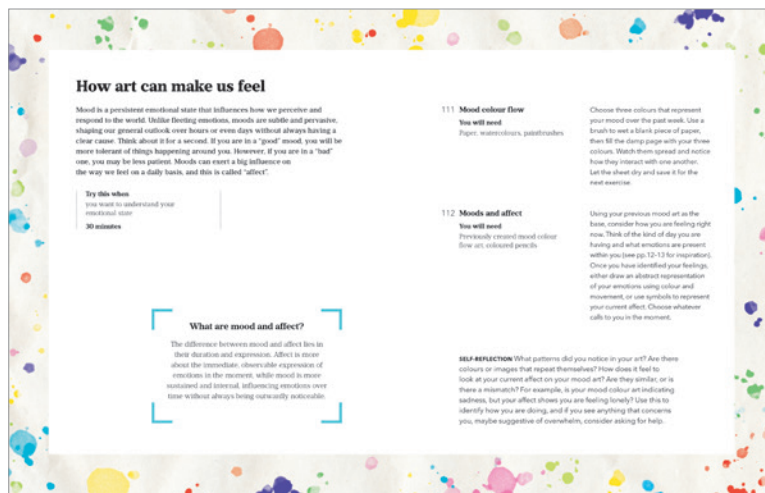 How art can make us feel
Mood is a persistent emotional state that influences how we perceive and
respond to the world. Unlike fleeting emotions, moods are subtle and pervasive,
shaping our general outlook over hours or even days without always having a
clear cause. Think about it for a second. If you are in a “good” mood, you will be
more tolerant of things happening around you. However, if you are in a “bad”
one, you may be less patient. Moods can exert a big influence on
the way we feel on a daily basis, and this is called “affect”.
Try this when
you want to understand your
emotional state
30 minutes
What are mood and affect?
The difference between mood and affect lies in
their duration and expression. Affect is more
about the immediate, observable expression of
emotions in the moment, while mood is more
sustained and internal, influencing emotions over
time without always being outwardly noticeable.
111 Mood colour flow
You will need
Paper, watercolours, paintbrushes
Choose three colours that represent
your mood over the past week. Use a
brush to wet a blank piece of paper,
then fill the damp page with your three
colours. Watch them spread and notice
how they interact with one another.
Let the sheet dry and save it for the
next exercise.
112 Moods and affect
You will need
Previously created mood colour
flow art, coloured pencils
Using your previous mood art as the
base, consider how you are feeling right
now. Think of the kind of day you are
having and what emotions are present
within you (see pp.12–13 for inspiration).
Once you have identified your feelings,
either draw an abstract representation
of your emotions using colour and
movement, or use symbols to represent
your current affect. Choose whatever
calls to you in the moment.
SELF-REFLECTION What patterns did you notice in your art? Are there
colours or images that repeat themselves? How does it feel to
look at your current affect on your mood art? Are they similar, or is
there a mismatch? For example, is your mood colour art indicating
sadness, but your affect shows you are feeling lonely? Use this to
identify how you are doing, and if you see anything that concerns
you, maybe suggestive of overwhelm, consider asking for help.